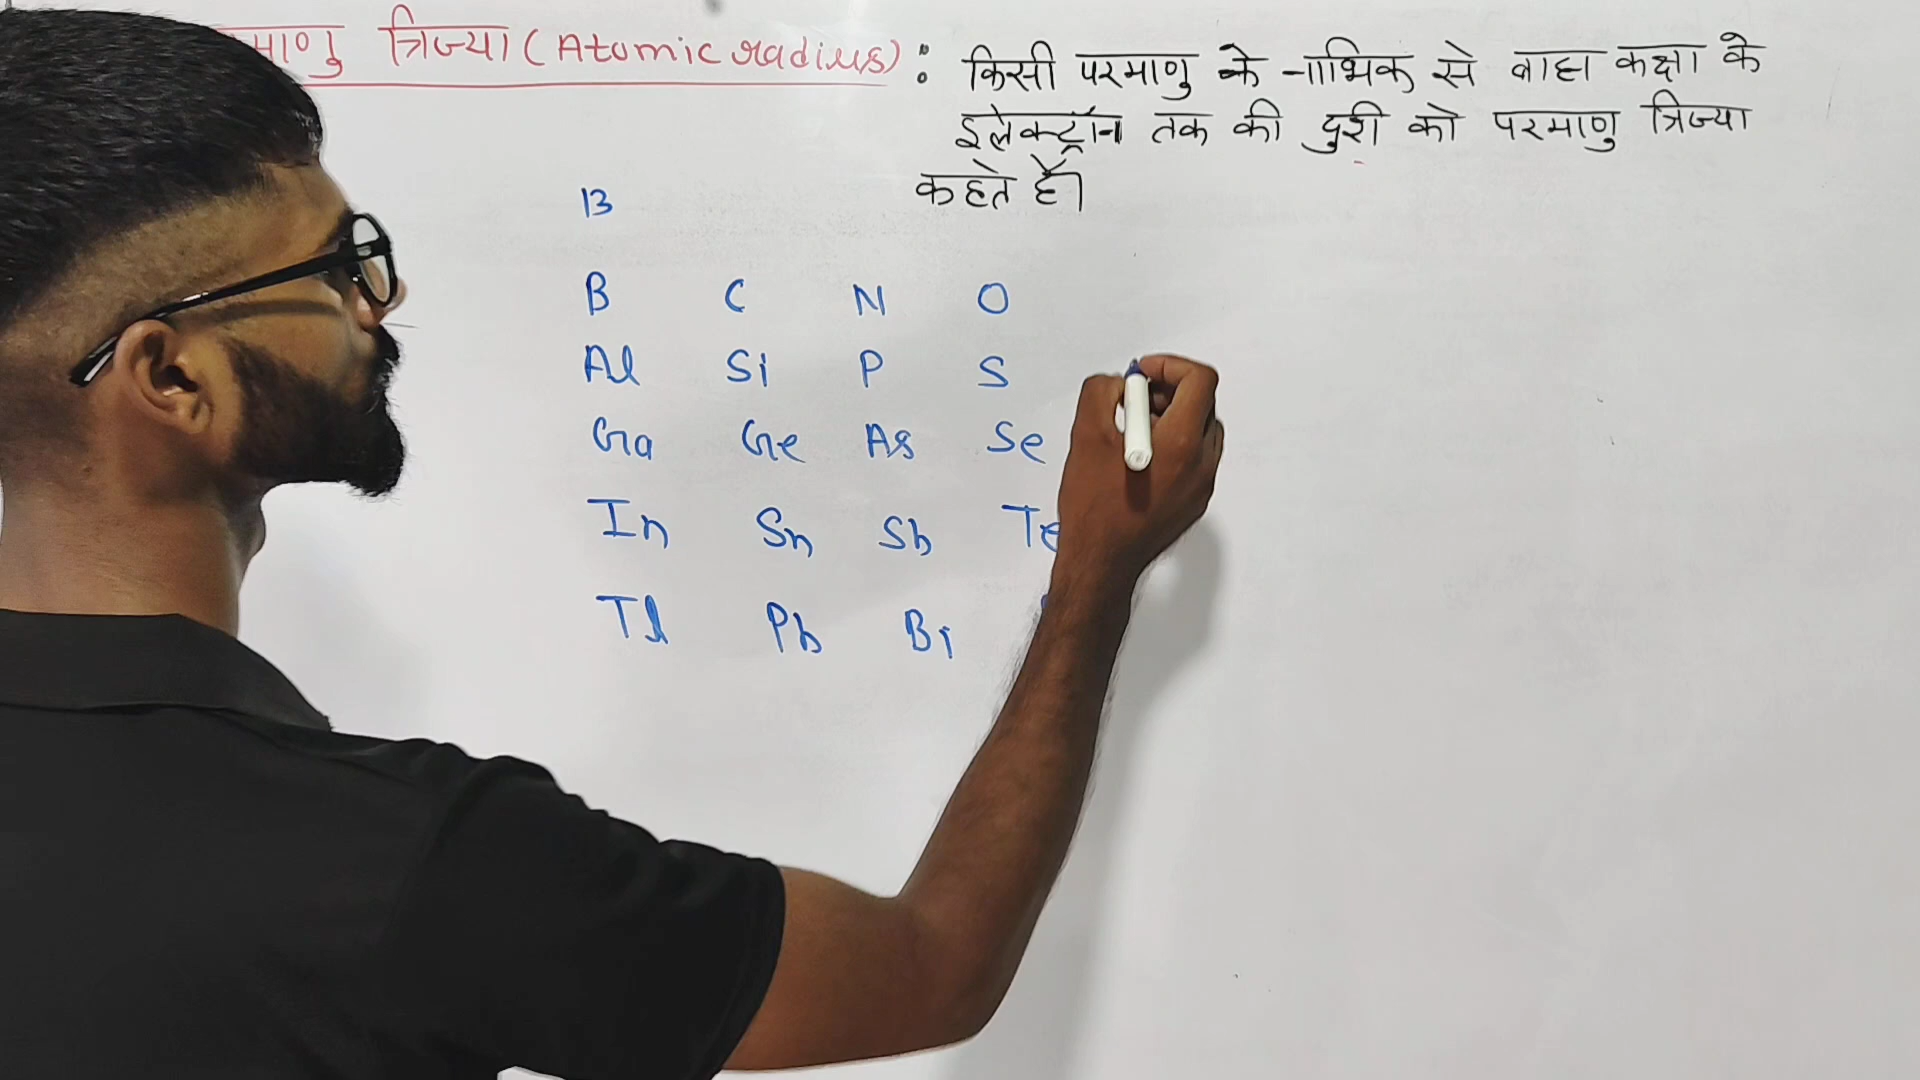 त्रिज्या (Atomic radius) : किसी परमाणु के नाभिक से बाह्य कक्षा के
इलेक्ट्रॉन तक की दुरी को परमाणु त्रिज्या
कहते हैं।
13
B C N O
Al Si P S
Ga Ge As Se
In Sn Sb Te
Tl Pb Bi